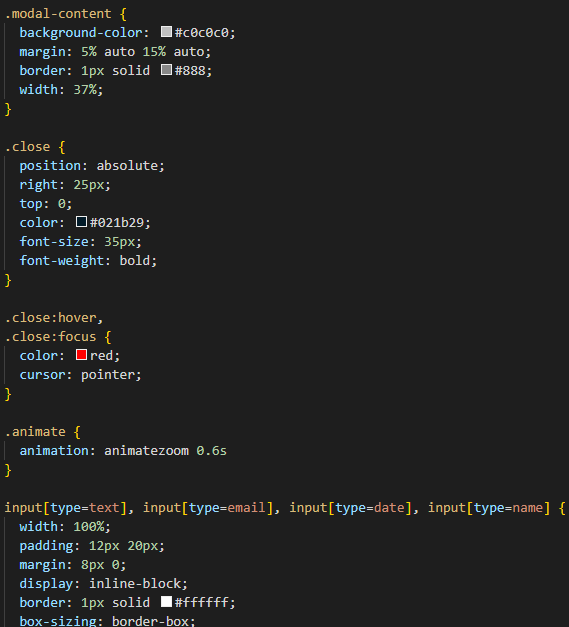 .modal-content {
  background-color: #c0c0c0;
  margin: 5% auto 15% auto;
  border: 1px solid #888;
  width: 37%;
}

.close {
  position: absolute;
  right: 25px;
  top: 0;
  color: #021b29;
  font-size: 35px;
  font-weight: bold;
}

.close:hover,
.close:focus {
  color: red;
  cursor: pointer;
}

.animate {
  animation: animatezoom 0.6s
}

input[type=text], input[type=email], input[type=date], input[type=name] {
  width: 100%;
  padding: 12px 20px;
  margin: 8px 0;
  display: inline-block;
  border: 1px solid #ffffff;
  box-sizing: border-box;